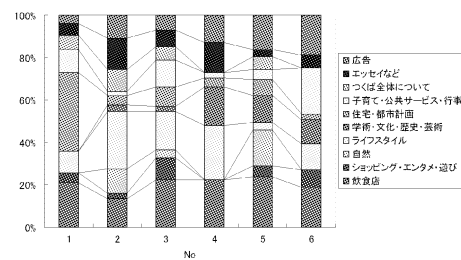 100%
80%
60%
40%
20%
0%
1 2 3 4 5 6
No
広告
エッセイなど
つくば全体について
子育て・公共サービス・行事
住宅・都市計画
学術・文化・歴史・芸術
ライフスタイル
自然
ショッピング・エンタメ・遊び
飲食店